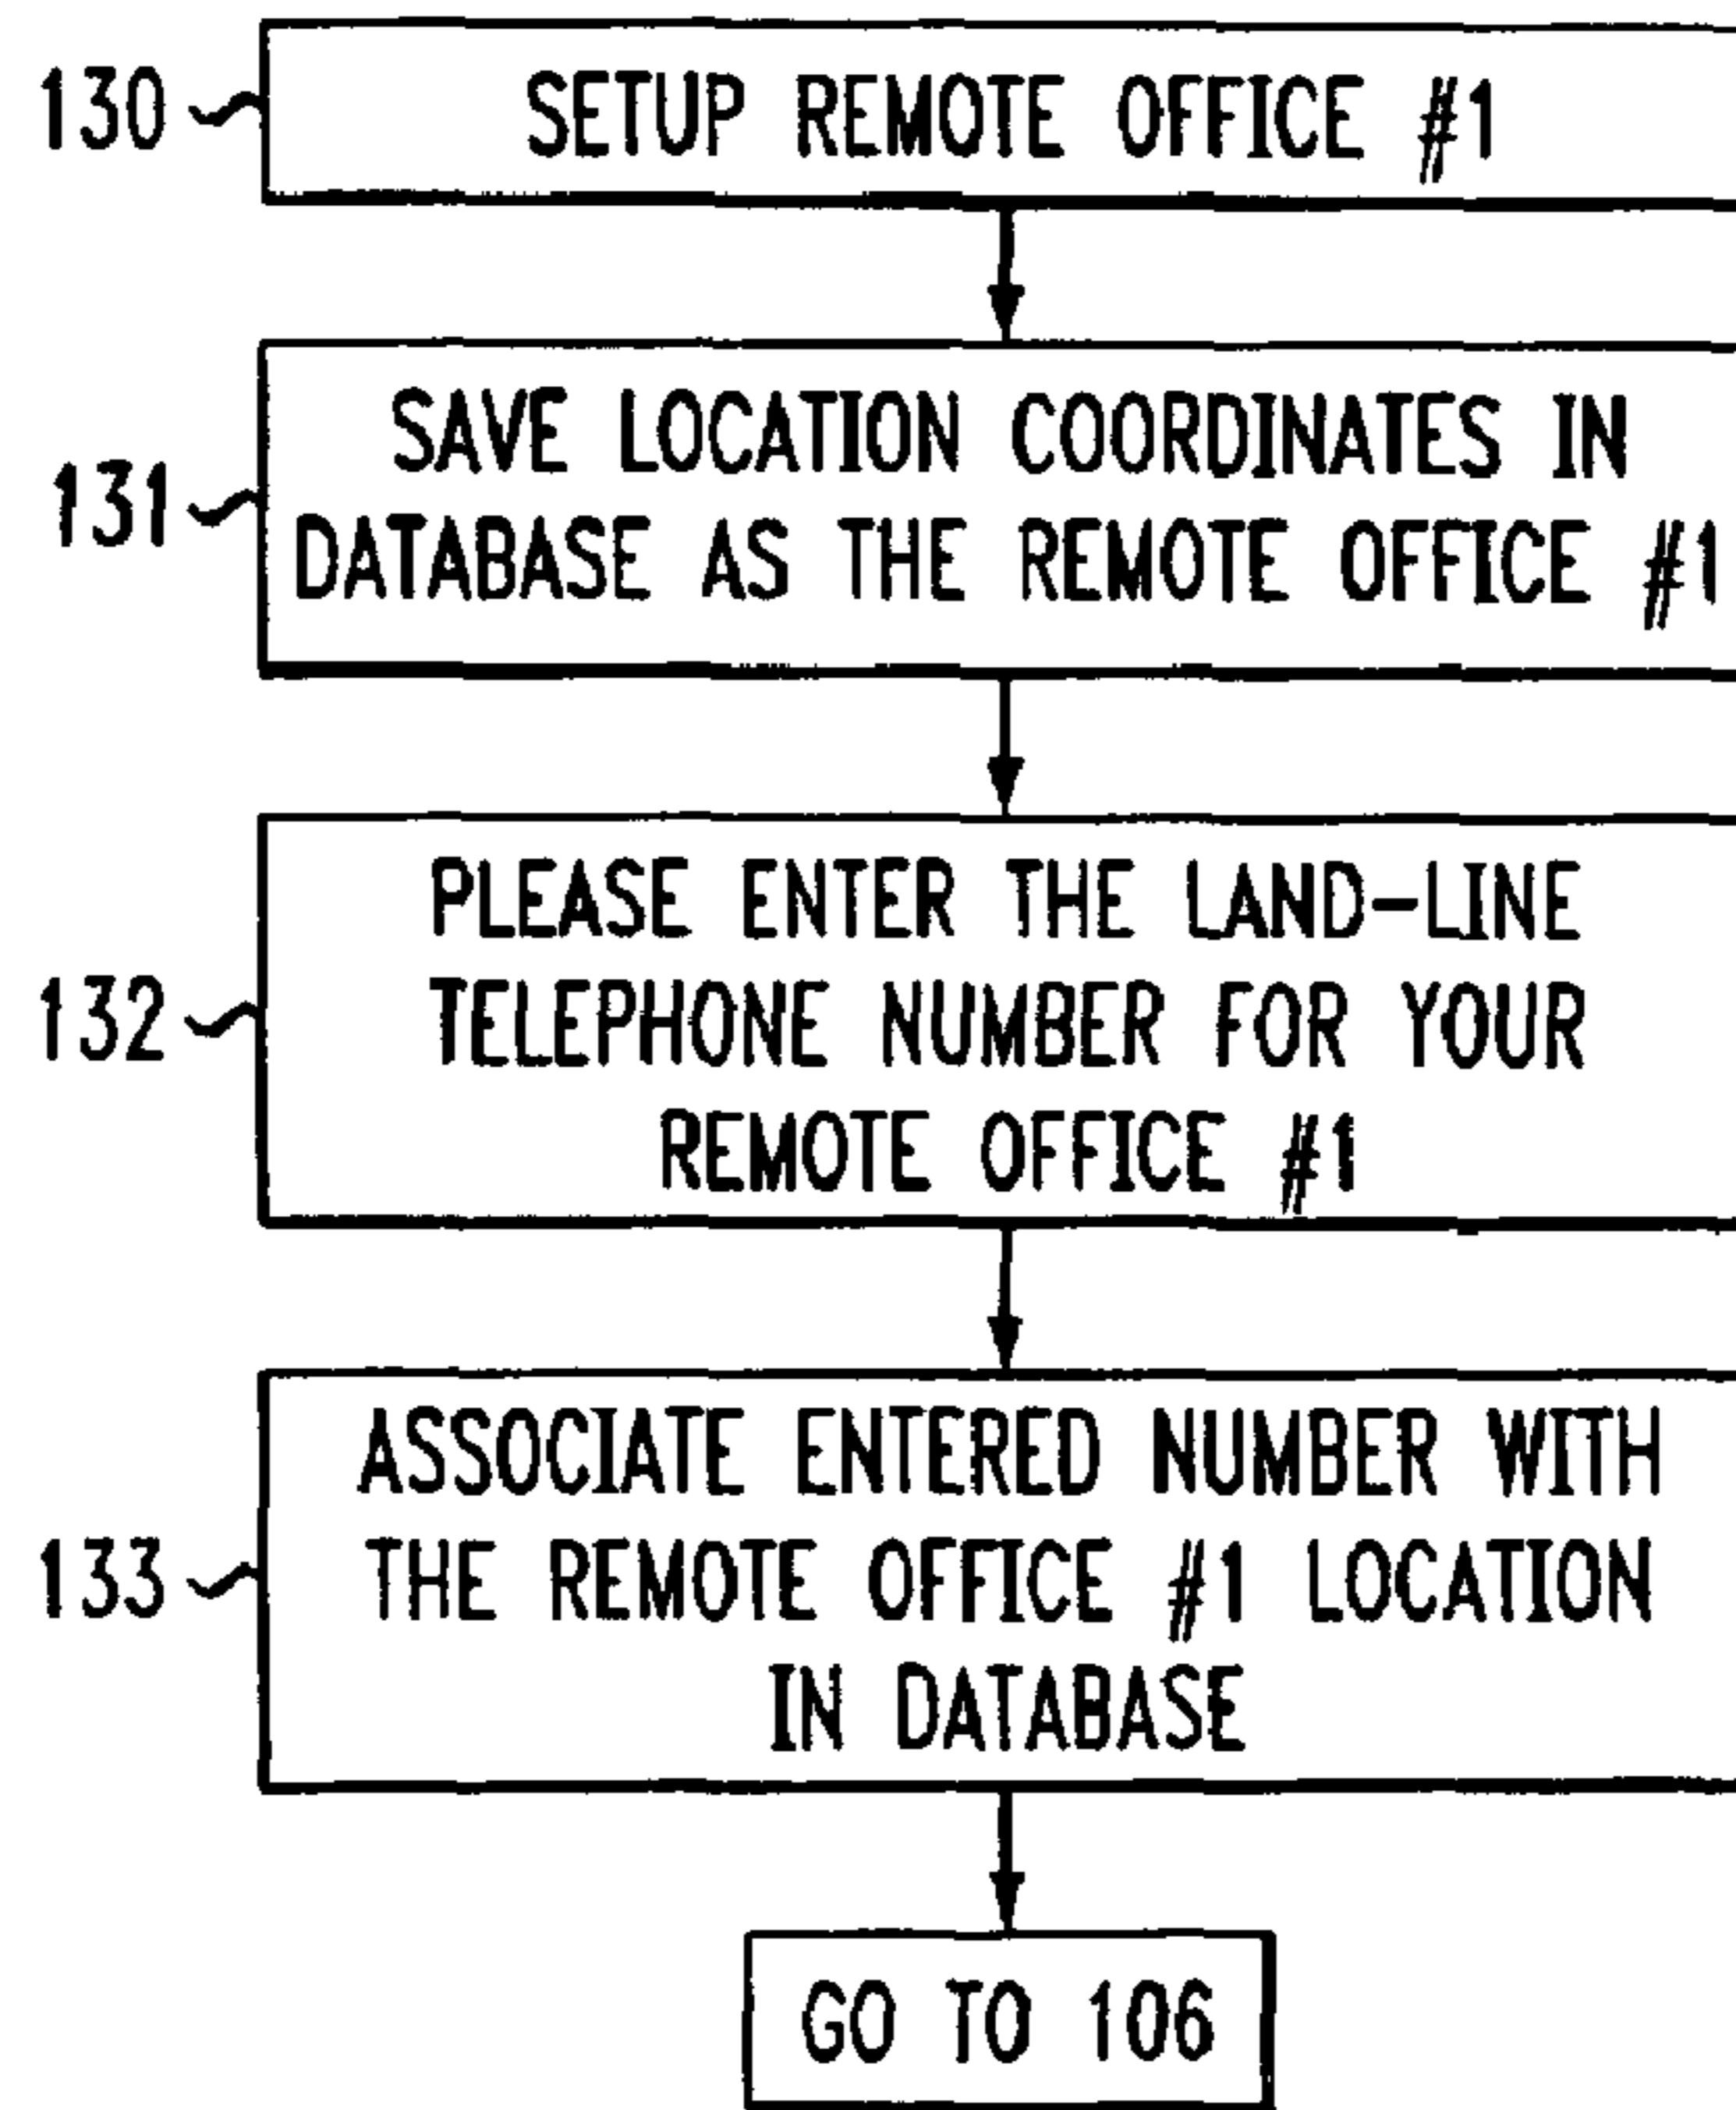 130 SETUP REMOTE OFFICE #1
SAVE LOCATION COORDINATES IN
131 DATABASE AS THE REMOTE OFFICE #1
PLEASE ENTER THE LAND-LINE
132 TELEPHONE NUMBER FOR YOUR
REMOTE OFFICE #1
ASSOCIATE ENTERED NUMBER WITH
133 THE REMOTE OFFICE #1 LOCATION
IN DATABASE
GO TO 106